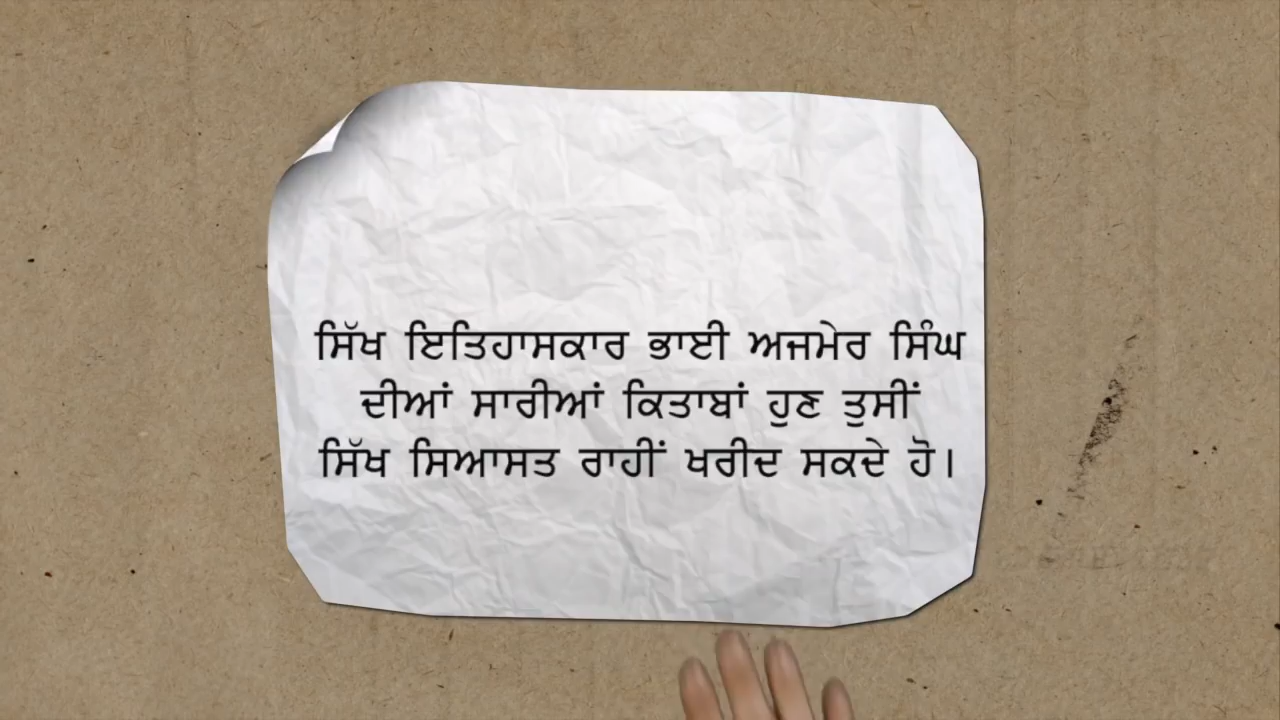 ਸਿੱਖ ਇਤਿਹਾਸਕਾਰ ਭਾਈ ਅਜਮੇਰ ਸਿੰਘ
ਦੀਆਂ ਸਾਰੀਆਂ ਕਿਤਾਬਾਂ ਹੁਣ ਤੁਸੀਂ
ਸਿੱਖ ਸਿਆਸਤ ਰਾਹੀਂ ਖਰੀਦ ਸਕਦੇ ਹੋ।